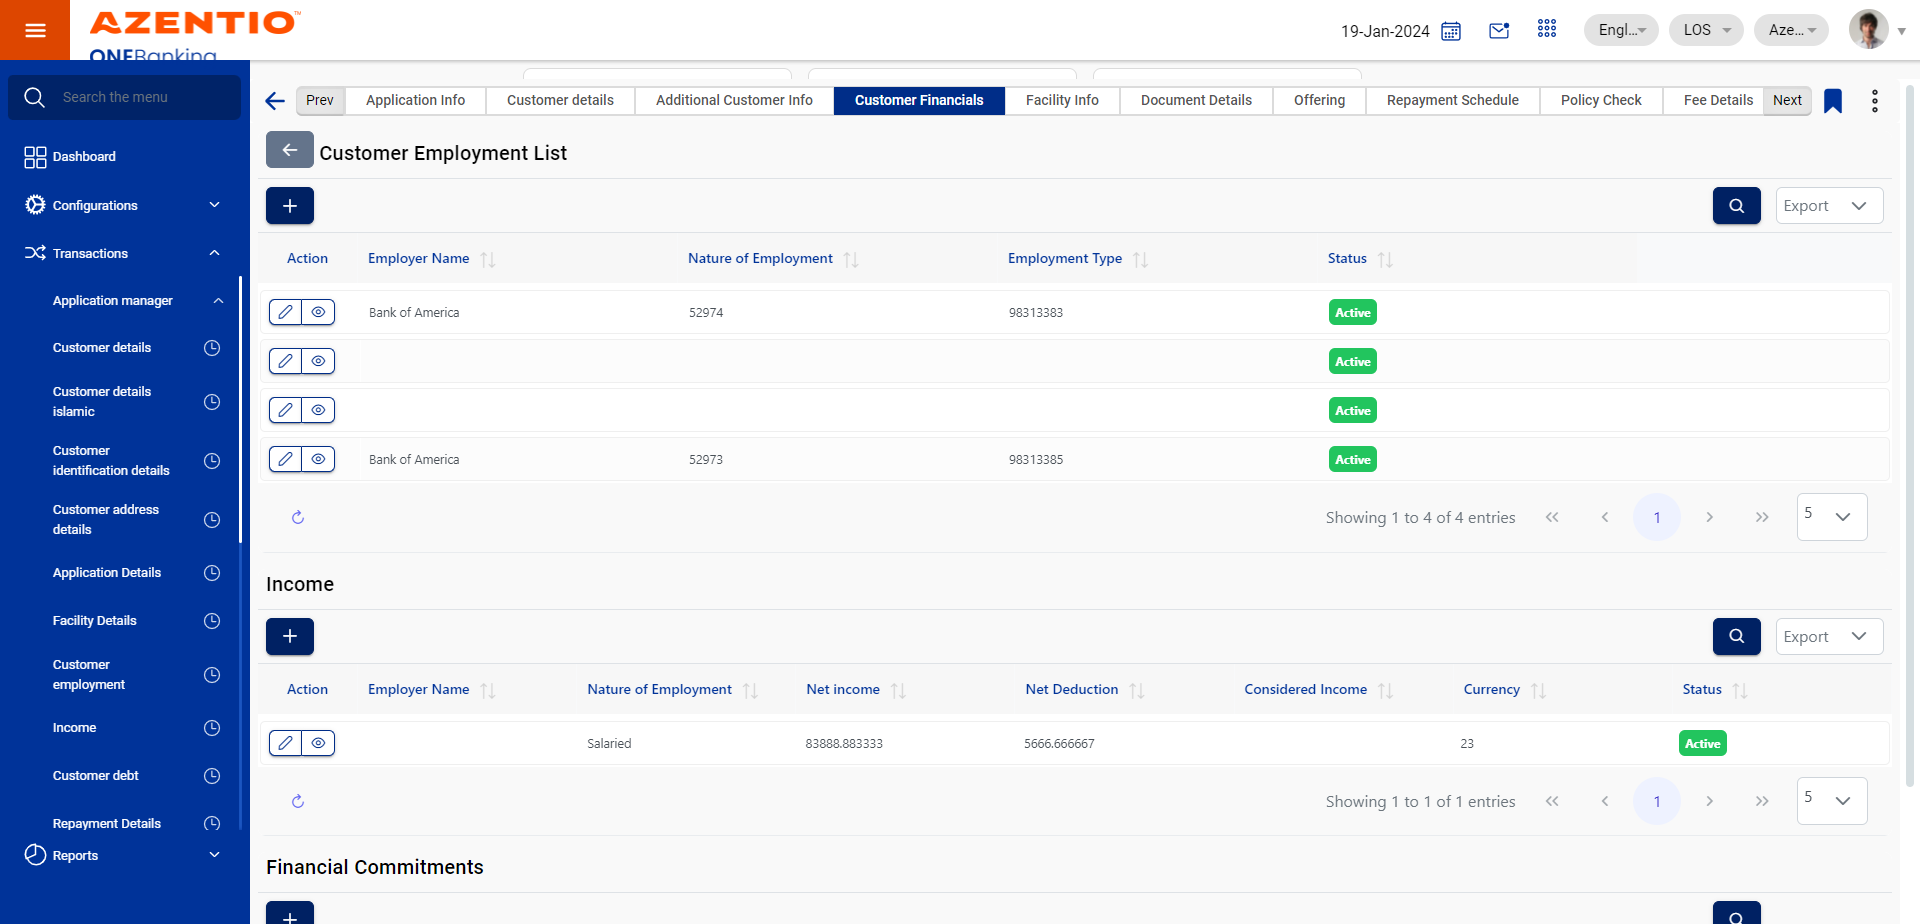 AZENTIO™
ONEBanking
19-Jan-2024
Engl...
LOS
Aze...
Search the menu
Dashboard
Configurations
Transactions
Application manager
Customer details
Customer details
islamic
Customer
identification details
Customer address
details
Application Details
Facility Details
Customer
employment
Income
Customer debt
Repayment Details
Reports
Prev
Application Info
Customer details
Additional Customer Info
Customer Financials
Facility Info
Document Details
Offering
Repayment Schedule
Policy Check
Fee Details
Next
Customer Employment List
Export
Action Employer Name Nature of Employment Employment Type Status
Bank of America 52974 98313383 Active
Active
Active
Bank of America 52973 98313385 Active
Showing 1 to 4 of 4 entries 1 5
Income
Export
Action Employer Name Nature of Employment Net income Net Deduction Considered Income Currency Status
Salaried 83888.883333 5666.666667 23 Active
Showing 1 to 1 of 1 entries 1 5
Financial Commitments